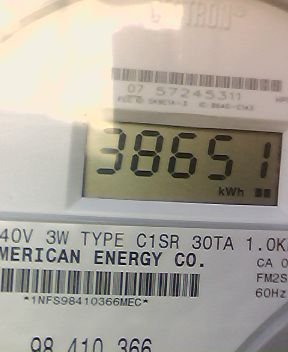 07 57245311
38651
kWh
40V 3W TYPE C1SR 30TA 1.0K
MERICAN ENERGY CO.
CA 0
FM2S
60Hz
*1NFS98410366MEC*
98 410 366